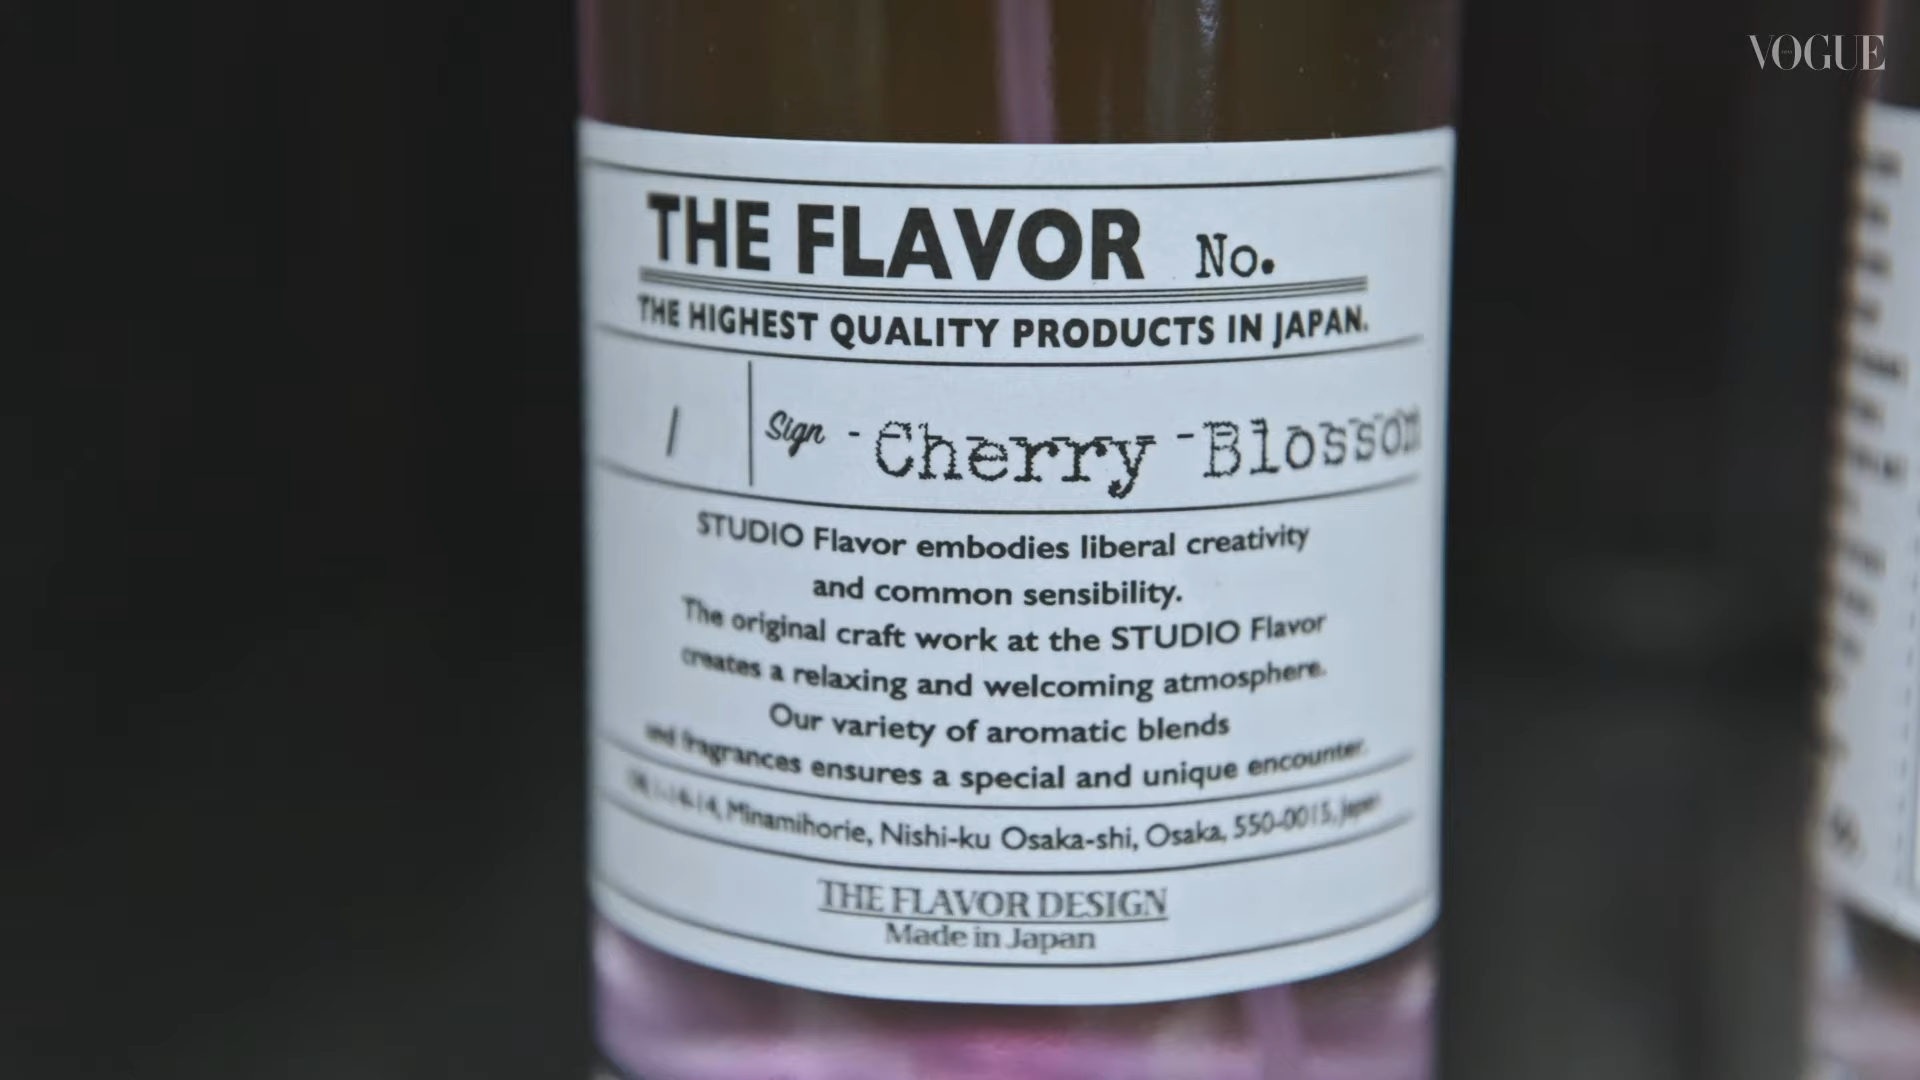 VOGUE
THE FLAVOR No.
THE HIGHEST QUALITY PRODUCTS IN JAPAN.
/ Sign - Cherry - Blossom
STUDIO Flavor embodies liberal creativity
and common sensibility.
The original craft work at the STUDIO Flavor
creates a relaxing and welcoming atmosphere.
Our variety of aromatic blends
and fragrances ensures a special and unique encounter.
Minamihorie, Nishi-ku Osaka-shi, Osaka, 550-0015, Japan
THE FLAVOR DESIGN
Made in Japan